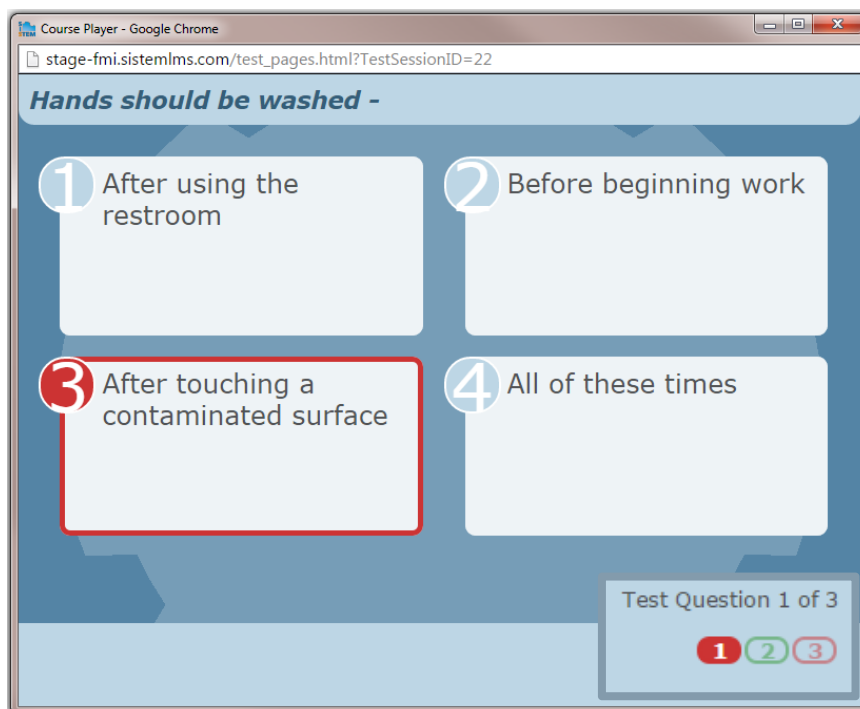 Course Player - Google Chrome
stage-fmi.sistemlms.com/test_pages.html?TestSessionID=22
Hands should be washed -
1
After using the
restroom
2
Before beginning work
3
After touching a
contaminated surface
4
All of these times
Test Question 1 of 3
1 2 3